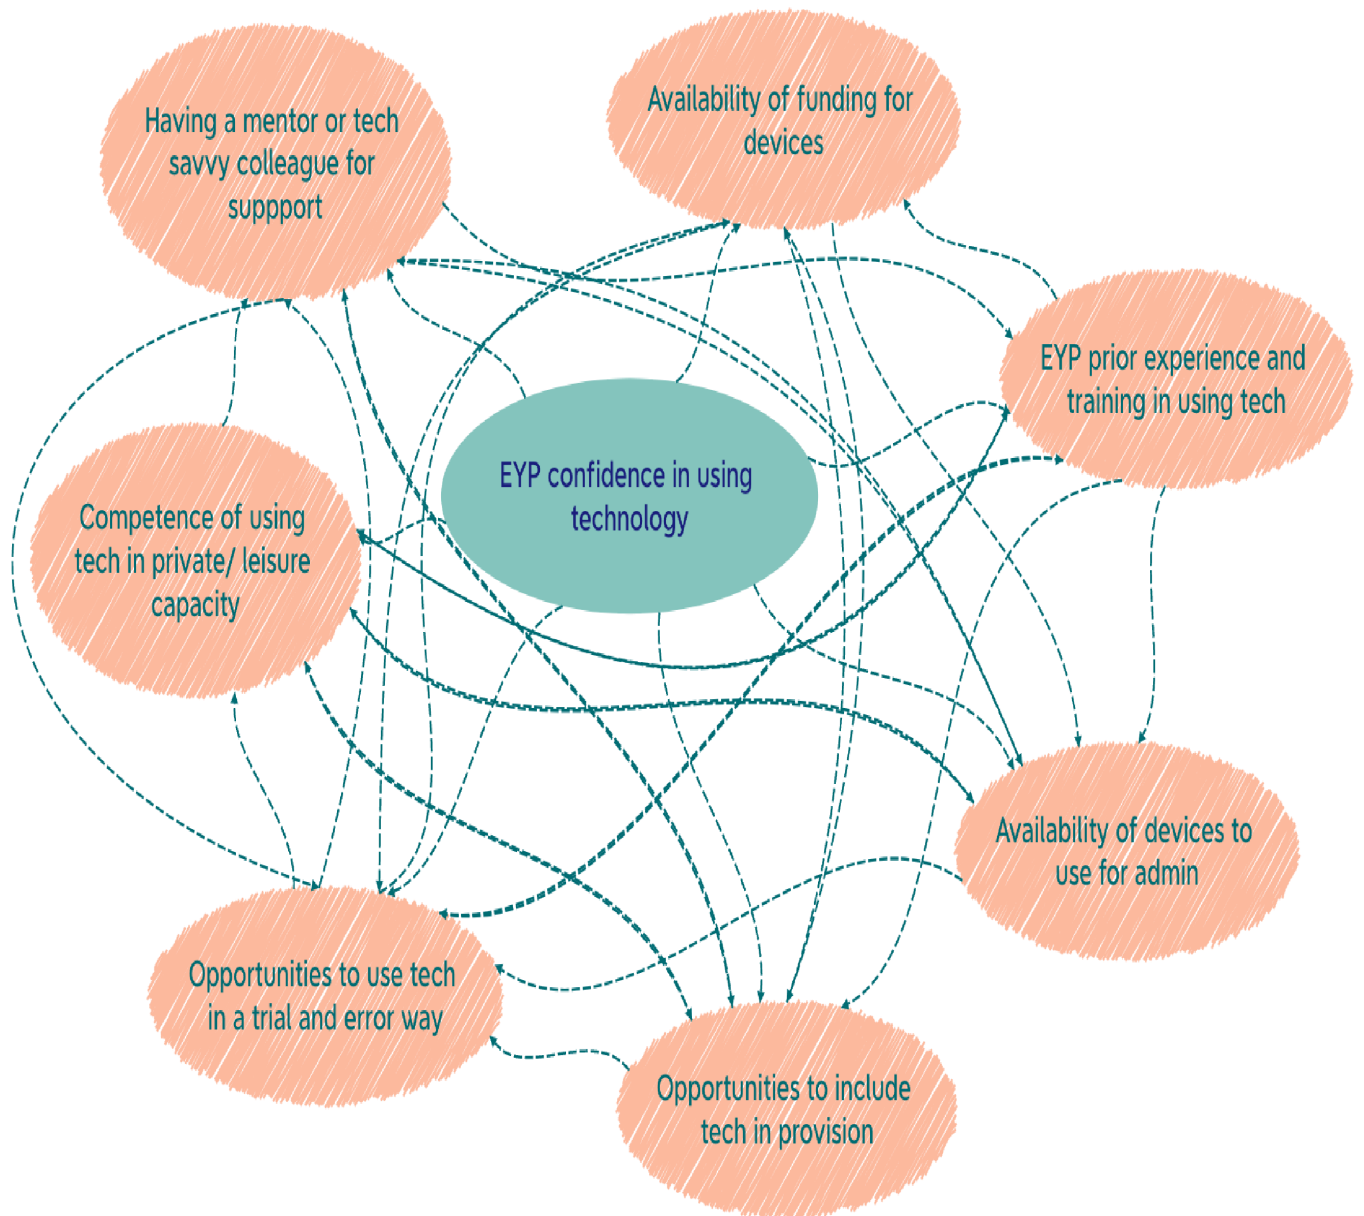 Having a mentor or tech
savvy colleague for
suppport
Availability of funding for
devices
EYP prior experience and
training in using tech
EYP confidence in using
technology
Competence of using
tech in private/ leisure
capacity
Availability of devices to
use for admin
Opportunities to use tech
in a trial and error way
Opportunities to include
tech in provision